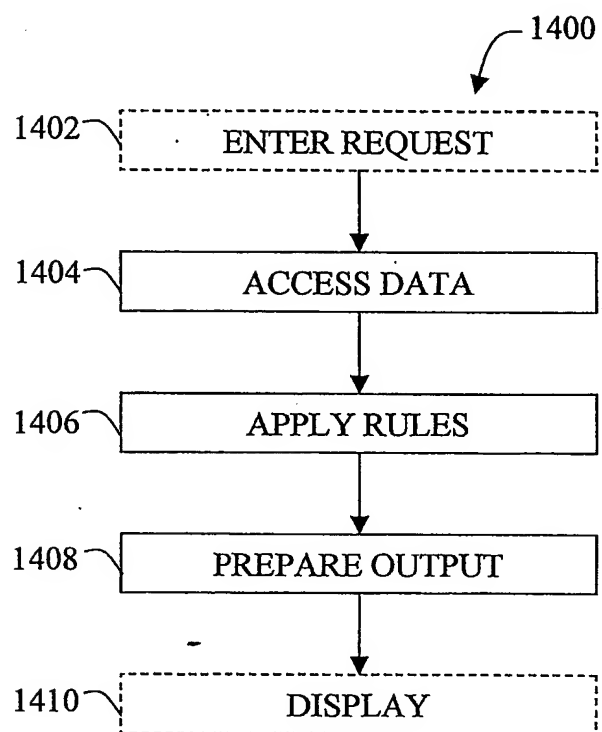 1400
1402 ENTER REQUEST
1404 ACCESS DATA
1406 APPLY RULES
1408 PREPARE OUTPUT
1410 DISPLAY